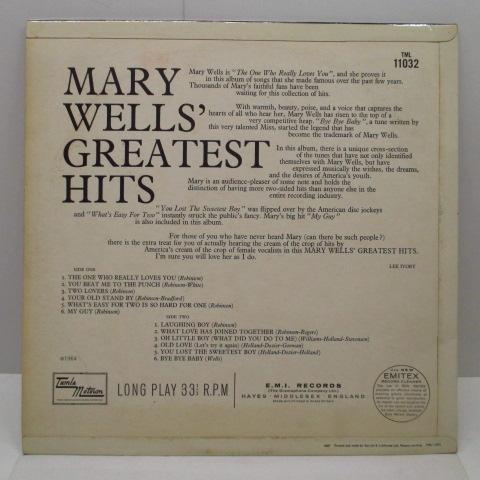 TML
11032
MARY
WELLS'
GREATEST
HITS
Mary Wells is "The One Who Really Loves You", and she proves it
in this album of songs that she made famous over the past few years.
Thousands of Mary's faithful fans have been
waiting for this collection of hits.
With warmth, beauty, poise, and a voice that captures the
hearts of all who hear her, Mary Wells has risen to the top of a
very competitive heap. "Bye Bye Baby", a tune written by
this very talented Miss, started the legend that has
become the trademark of Mary Wells.
In this album, there is a unique cross-section
of the tunes that have not only identified
themselves with Mary Wells, but have
expressed musically the wishes, the dreams,
and the desires of America's youth.
Mary is an audience-pleaser of some note and holds the
distinction of having more two-sided hits than anyone else in the
entire recording industry.
"You Lost The Sweetest Boy" was flipped over by the American disc jockeys
and "What's Easy For Two" instantly struck the public's fancy. Mary's big hit "My Guy"
is also included in this album.
For those of you who have never heard Mary (can there be such people?)
there is the extra treat for you of actually hearing the cream of the crop of hits by
America's cream of the crop of female vocalists in this MARY WELLS' GREATEST HITS.
I'm sure you will love her as I do.
LEE IVORY
SIDE ONE
1. THE ONE WHO REALLY LOVES YOU (Robinson)
2. YOU BEAT ME TO THE PUNCH (Robinson-White)
3. TWO LOVERS (Robinson)
4. YOUR OLD STAND BY (Robinson-Bradford)
5. WHAT'S EASY FOR TWO IS SO HARD FOR ONE (Robinson)
6. MY GUY (Robinson)
SIDE TWO
1. LAUGHING BOY (Robinson)
2. WHAT LOVE HAS JOINED TOGETHER (Robinson-Rogers)
3. OH LITTLE BOY (WHAT DID YOU DO TO ME) (Williams-Holland-Stevenson)
4. OLD LOVE (Let's try it again) (Holland-Dozier-Gorman)
5. YOU LOST THE SWEETEST BOY (Holland-Dozier-Holland)
6. BYE BYE BABY (Wells)
℗1964
Tamla
Motown
LONG PLAY 33⅓ R.P.M
E.M.I. RECORDS
(The Gramophone Company Ltd.)
HAYES · MIDDLESEX · ENGLAND
Made and Printed in Great Britain
NEW
EMITEX
RECORD CLEANER